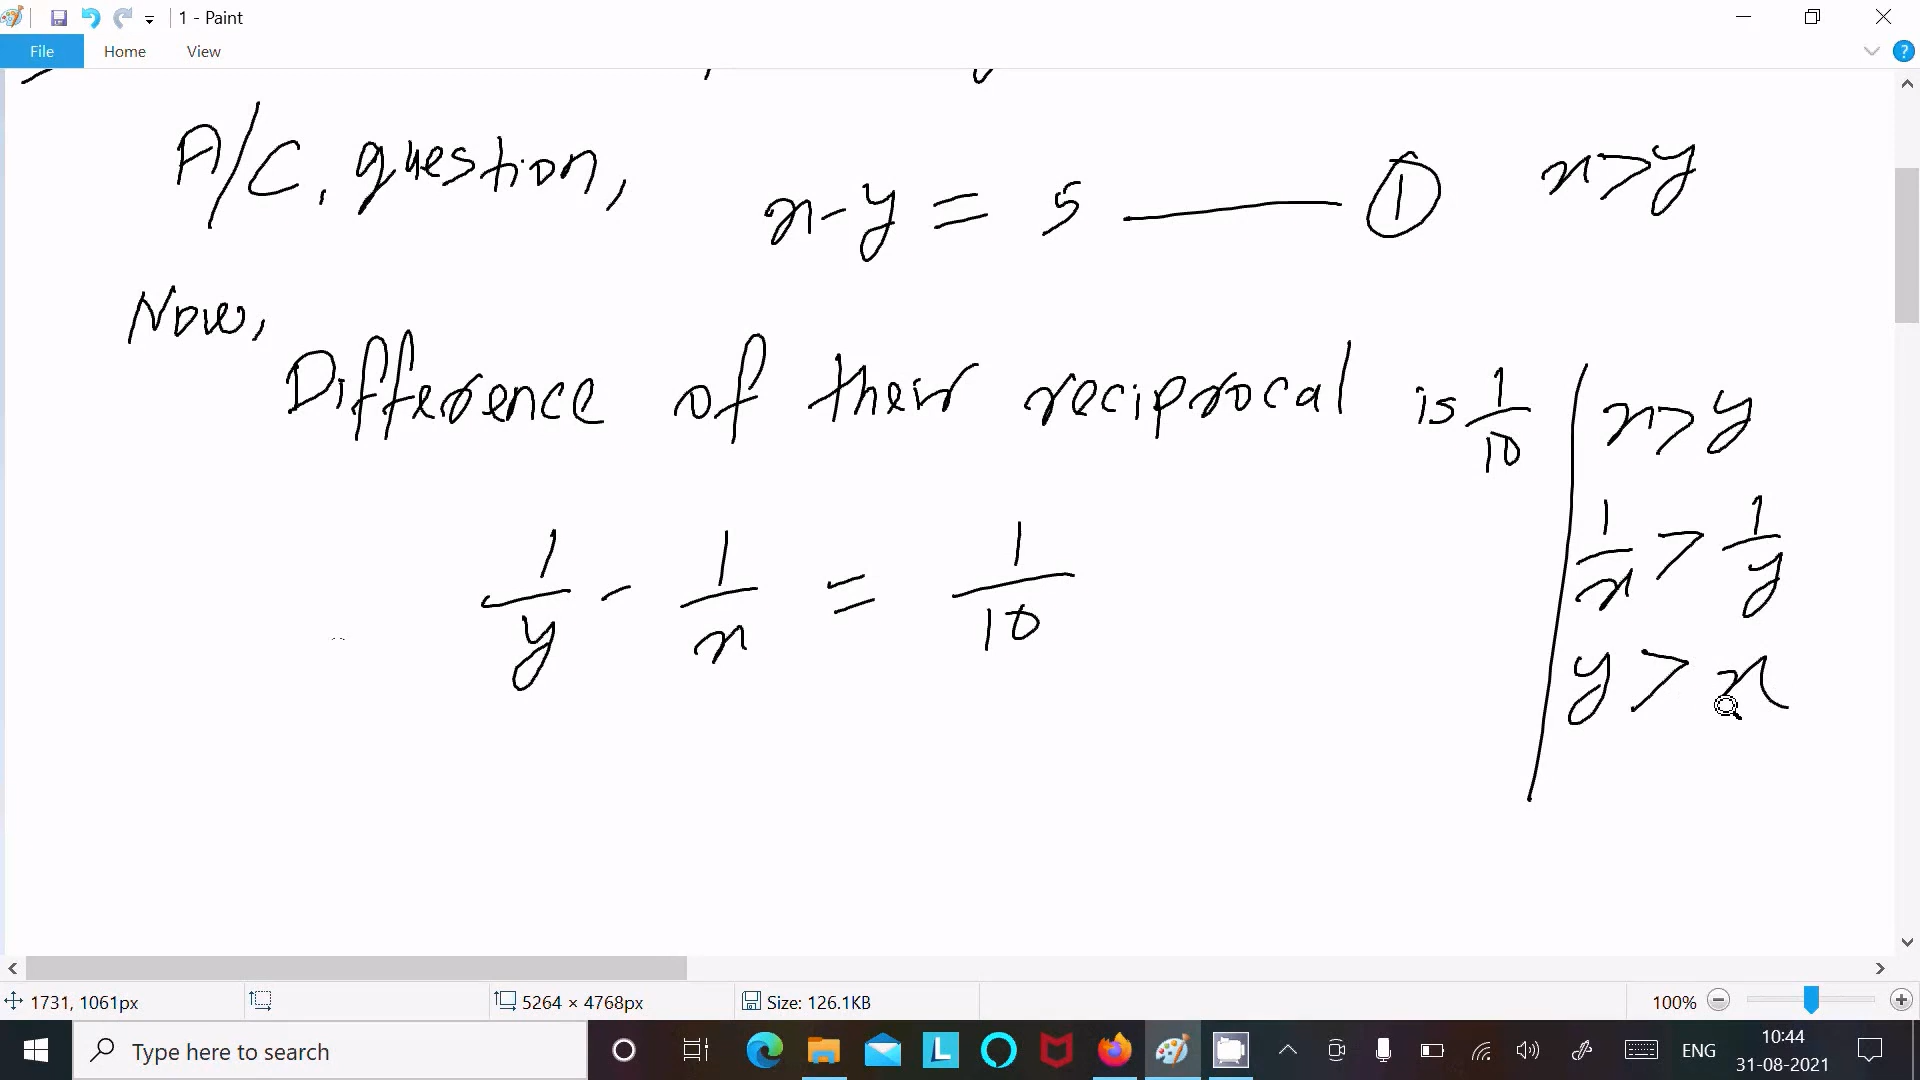 1 - Paint
File Home View
A/C, question,
x - y = 5 ——— ① x > y
Now,
Difference of their reciprocal is 1/10
x > y
1/y - 1/x = 1/10
1/x > 1/y
y > x
1731, 1061px 5264 × 4768px Size: 126.1KB 100%
Type here to search
L
ENG
10:44
31-08-2021